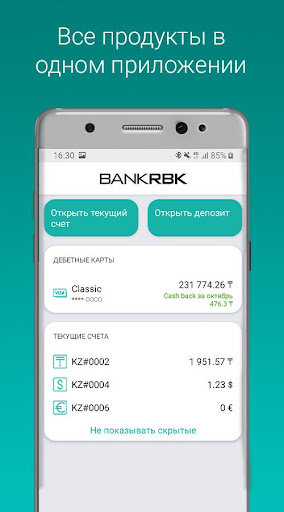 Все продукты в
одном приложении
16:30 85%
BANKRBK
Открыть текущий
счет
Открыть депозит
ДЕБЕТНЫЕ КАРТЫ
VISA Classic 231 774.26 ₸
**** 0000 Cash back за октябрь
476.3 ₸
ТЕКУЩИЕ СЧЕТА
₸ KZ#0002 1 951.57 ₸
$ KZ#0004 1.23 $
€ KZ#0006 0 €
Не показывать скрытые